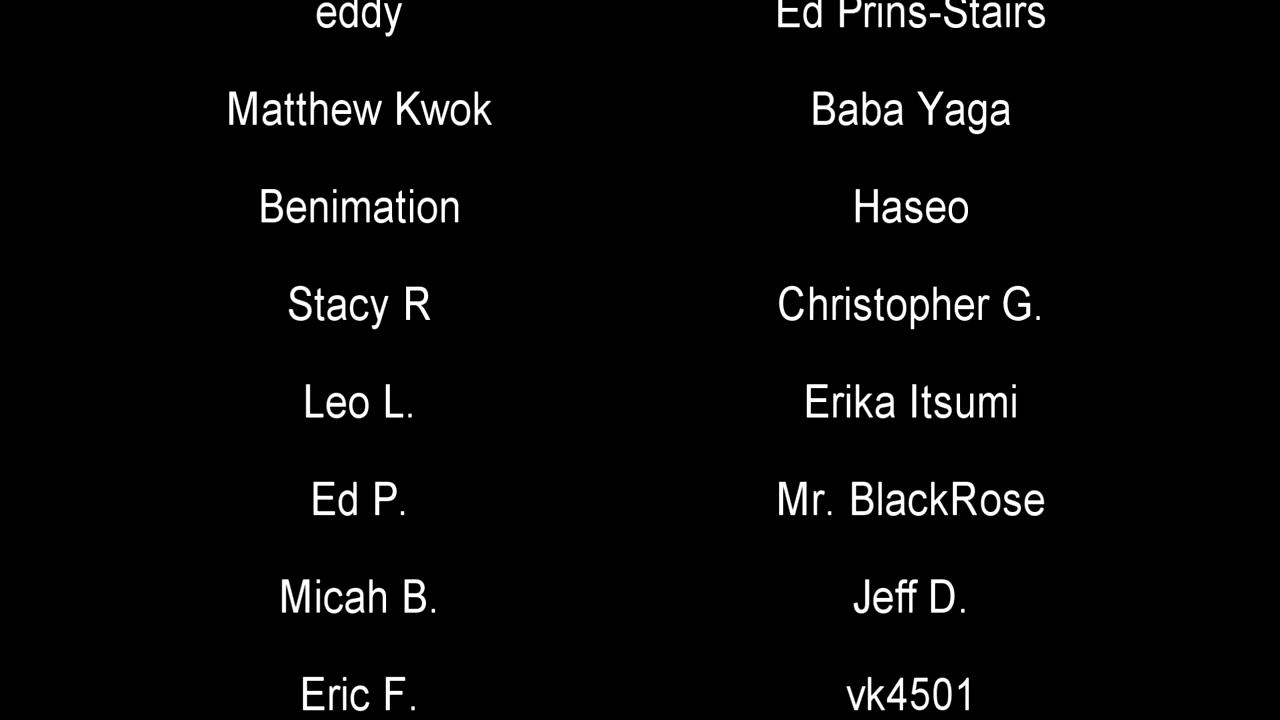 eddy
Ed Prins-Stairs
Matthew Kwok
Baba Yaga
Benimation
Haseo
Stacy R
Christopher G.
Leo L.
Erika Itsumi
Ed P.
Mr. BlackRose
Micah B.
Jeff D.
Eric F.
vk4501